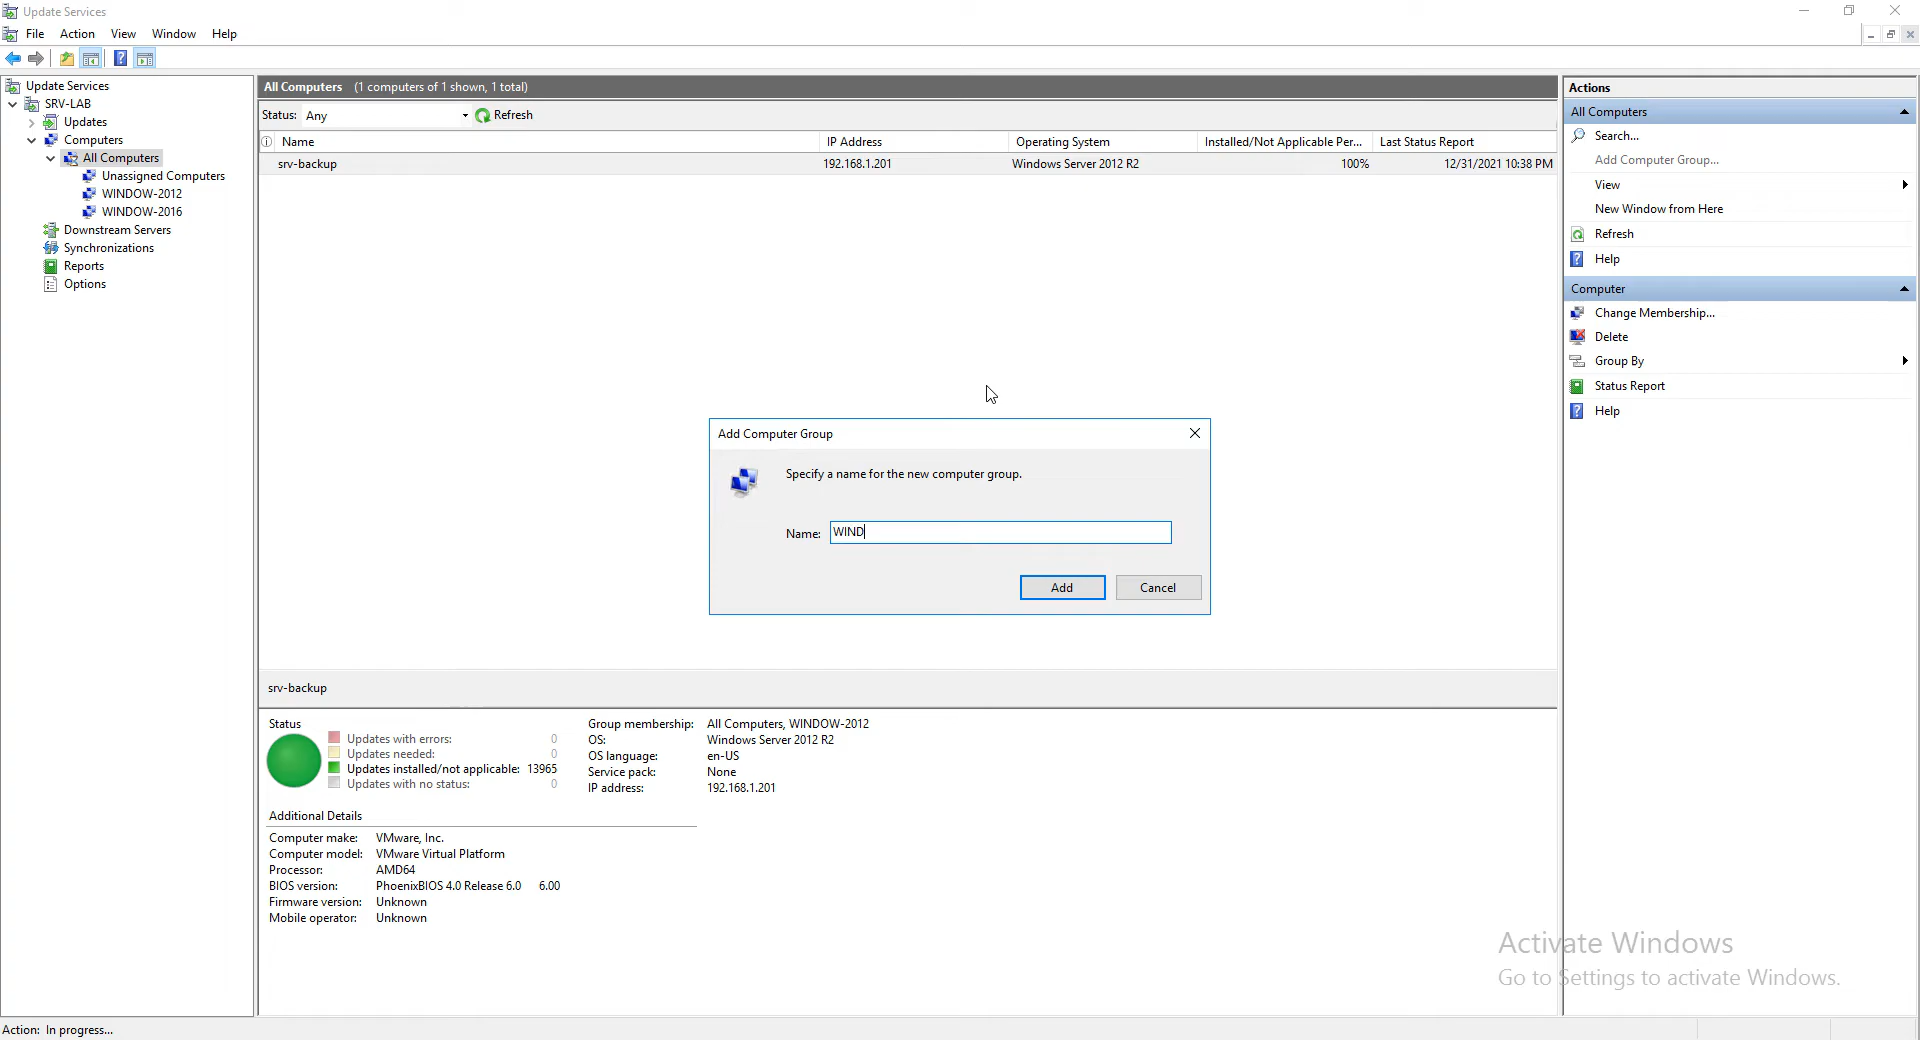 Update Services
File Action View Window Help
Update Services
SRV-LAB
Updates
Computers
All Computers
Unassigned Computers
WINDOW-2012
WINDOW-2016
Downstream Servers
Synchronizations
Reports
Options
All Computers (1 computers of 1 shown, 1 total)
Status: Any Refresh
Name IP Address Operating System Installed/Not Applicable Per... Last Status Report
srv-backup 192.168.1.201 Windows Server 2012 R2 100% 12/31/2021 10:38 PM
Add Computer Group
Specify a name for the new computer group.
Name: WIND
Add Cancel
srv-backup
Status
Updates with errors: 0
Updates needed: 0
Updates installed/not applicable: 13965
Updates with no status: 0
Group membership: All Computers, WINDOW-2012
OS: Windows Server 2012 R2
OS language: en-US
Service pack: None
IP address: 192.168.1.201
Additional Details
Computer make: VMware, Inc.
Computer model: VMware Virtual Platform
Processor: AMD64
BIOS version: PhoenixBIOS 4.0 Release 6.0 6.00
Firmware version: Unknown
Mobile operator: Unknown
Actions
All Computers
Search...
Add Computer Group...
View
New Window from Here
Refresh
Help
Computer
Change Membership...
Delete
Group By
Status Report
Help
Activate Windows
Go to Settings to activate Windows.
Action: In progress...